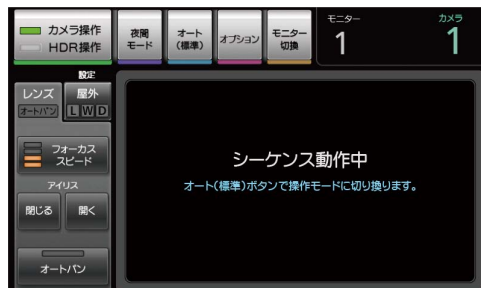 カメラ操作
HDR操作
夜間
モード
オート
(標準)
オプション
モニター
切換
モニター
1
カメラ
1
設定
レンズ
オートパン
屋外
L W D
フォーカス
スピード
アイリス
閉じる
開く
オートパン
シーケンス動作中
オート(標準)ボタンで操作モードに切り換ります。